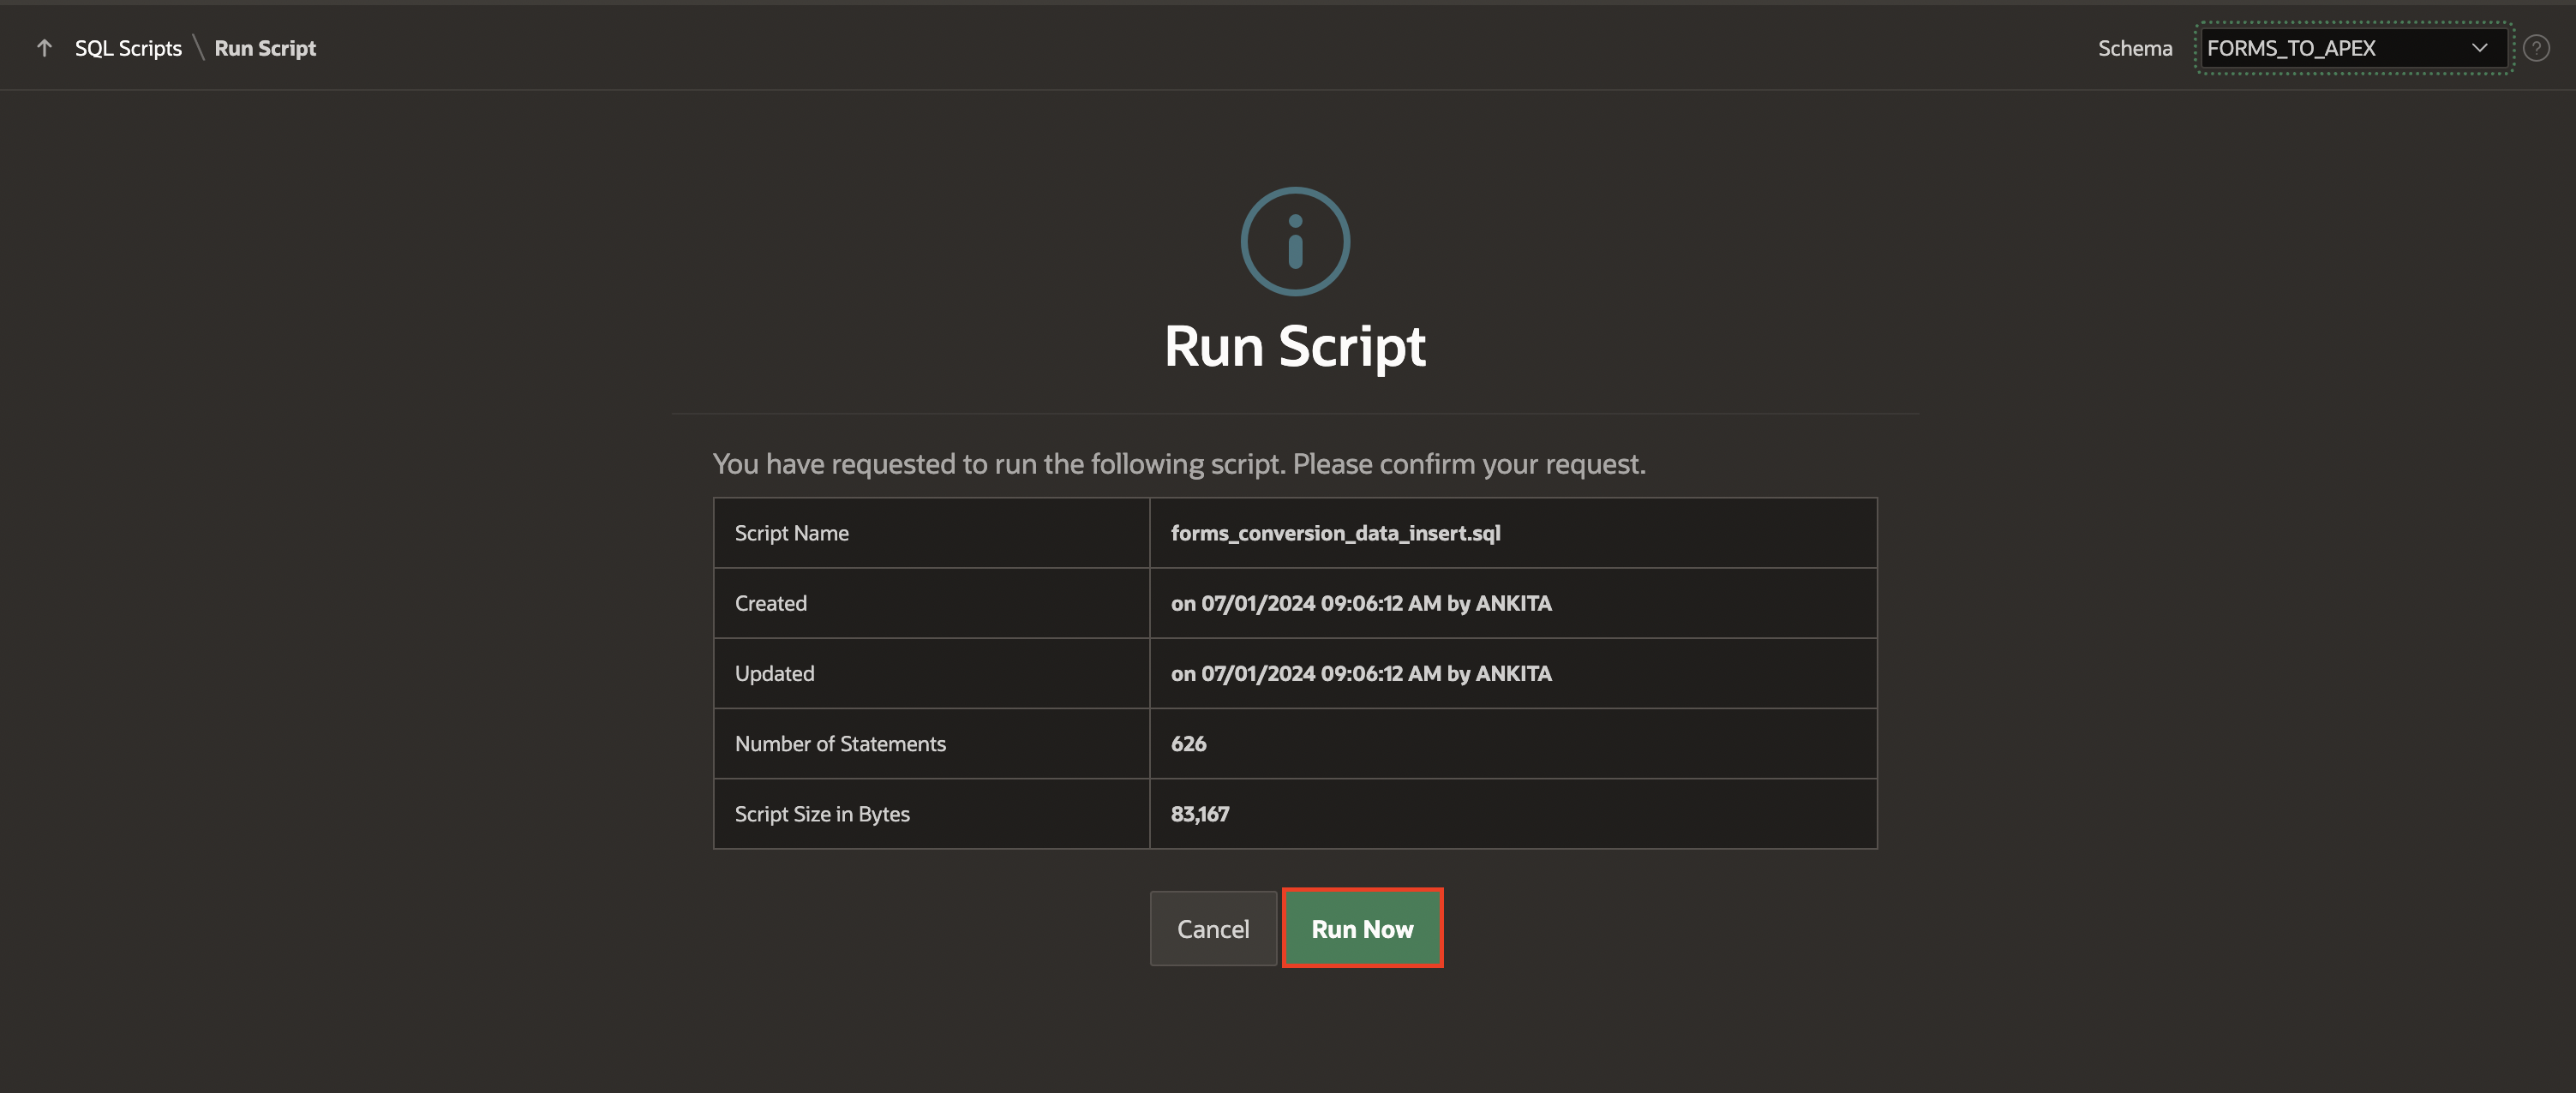 SQL Scripts \ Run Script
Schema FORMS_TO_APEX ?
Run Script
You have requested to run the following script. Please confirm your request.
Script Name forms_conversion_data_insert.sql
Created on 07/01/2024 09:06:12 AM by ANKITA
Updated on 07/01/2024 09:06:12 AM by ANKITA
Number of Statements 626
Script Size in Bytes 83,167
Cancel Run Now